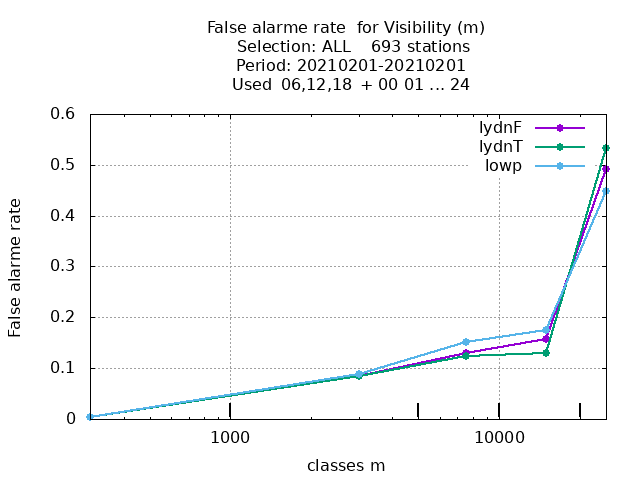 False alarme rate  for Visibility (m)
Selection: ALL    693 stations
Period: 20210201-20210201
Used  06,12,18  + 00 01 ... 24
0.6
0.5
0.4
0.3
0.2
0.1
0
False alarme rate
lydnF
lydnT
lowp
1000
10000
classes m